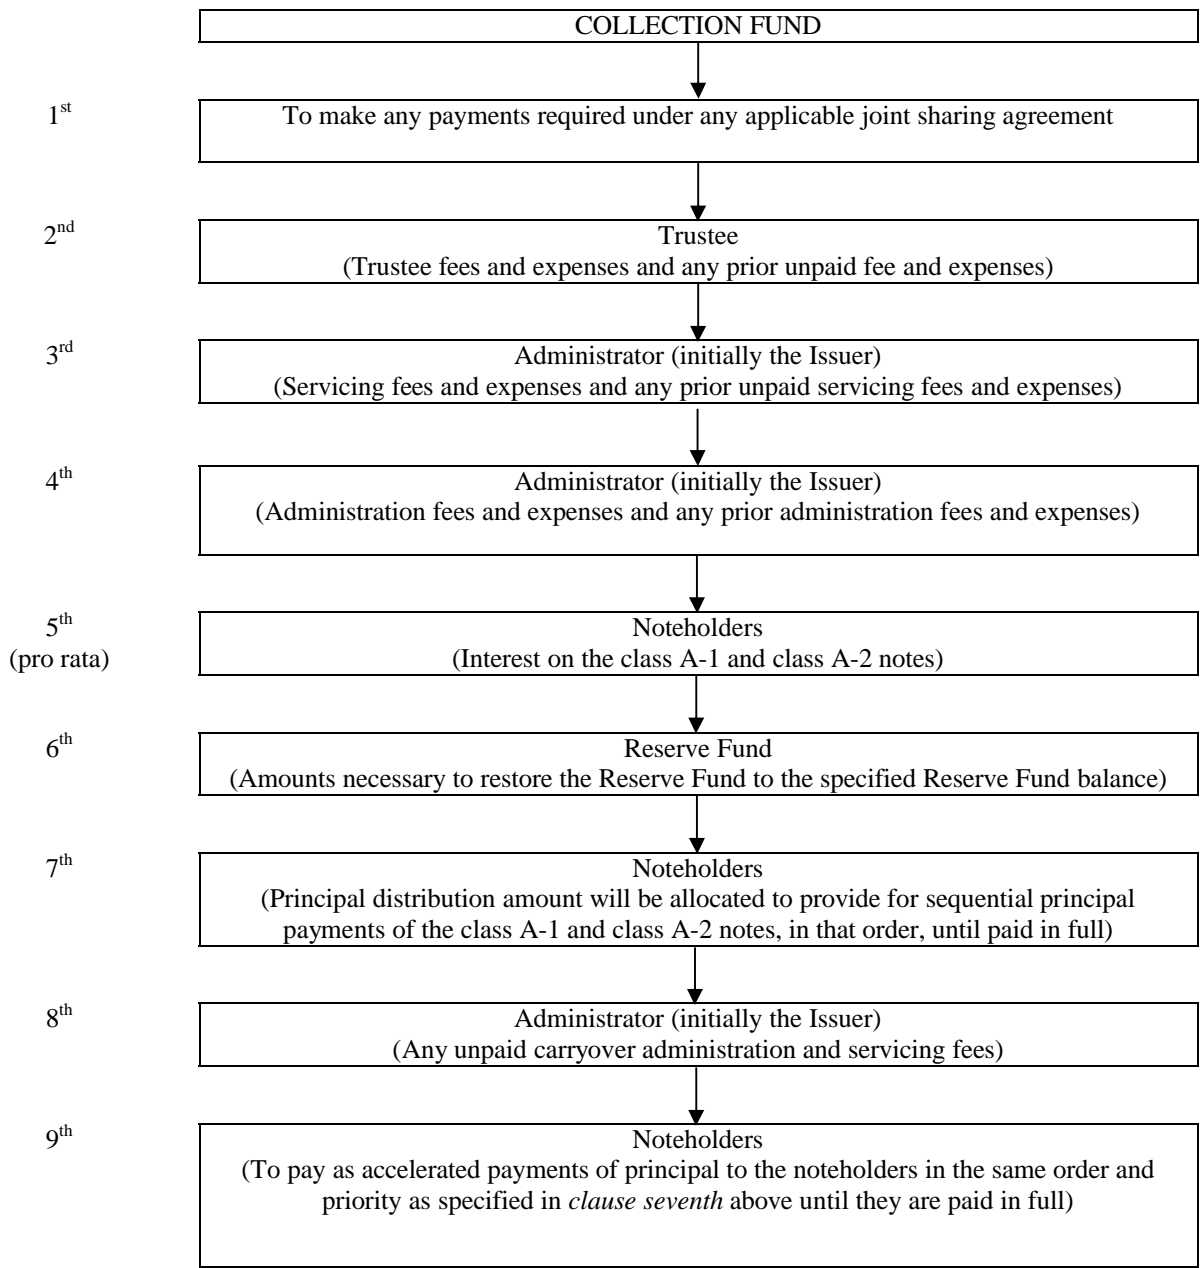 COLLECTION FUND
1st
To make any payments required under any applicable joint sharing agreement
2nd
Trustee
(Trustee fees and expenses and any prior unpaid fee and expenses)
3rd
Administrator (initially the Issuer)
(Servicing fees and expenses and any prior unpaid servicing fees and expenses)
4th
Administrator (initially the Issuer)
(Administration fees and expenses and any prior administration fees and expenses)
5th
(pro rata)
Noteholders
(Interest on the class A-1 and class A-2 notes)
6th
Reserve Fund
(Amounts necessary to restore the Reserve Fund to the specified Reserve Fund balance)
7th
Noteholders
(Principal distribution amount will be allocated to provide for sequential principal
payments of the class A-1 and class A-2 notes, in that order, until paid in full)
8th
Administrator (initially the Issuer)
(Any unpaid carryover administration and servicing fees)
9th
Noteholders
(To pay as accelerated payments of principal to the noteholders in the same order and
priority as specified in clause seventh above until they are paid in full)